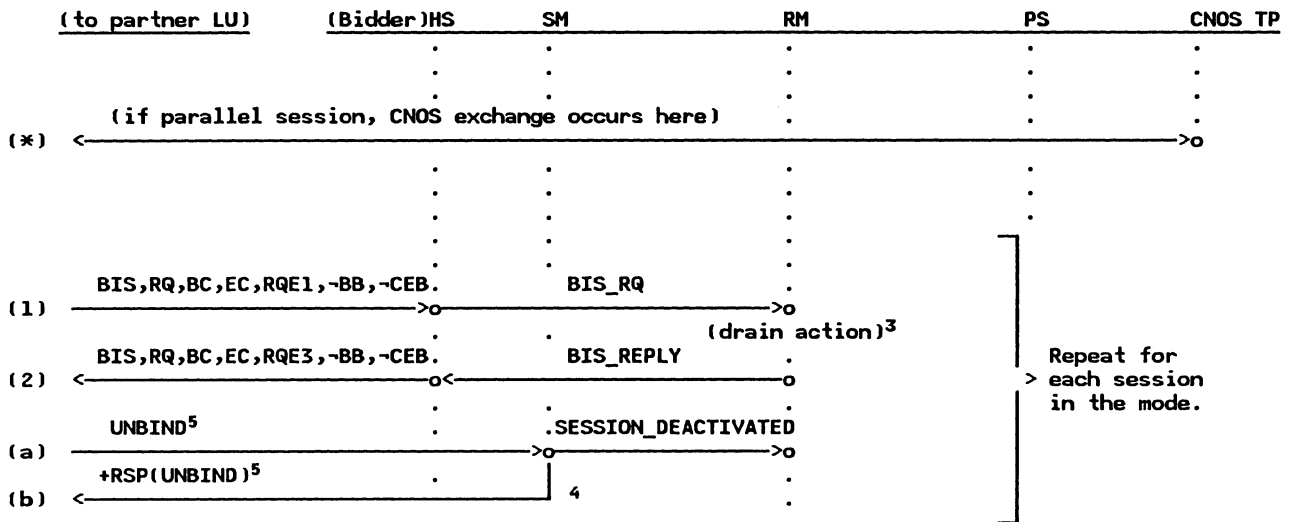 (to partner LU) (Bidder)HS SM RM PS CNOS TP
(if parallel session, CNOS exchange occurs here)
(*)
BIS,RQ,BC,EC,RQE1,¬BB,¬CEB. BIS_RQ
(1)
(drain action)3
BIS,RQ,BC,EC,RQE3,¬BB,¬CEB. BIS_REPLY
(2)
Repeat for
each session
in the mode.
UNBIND5 SESSION_DEACTIVATED
(a)
+RSP(UNBIND)5
(b) 4